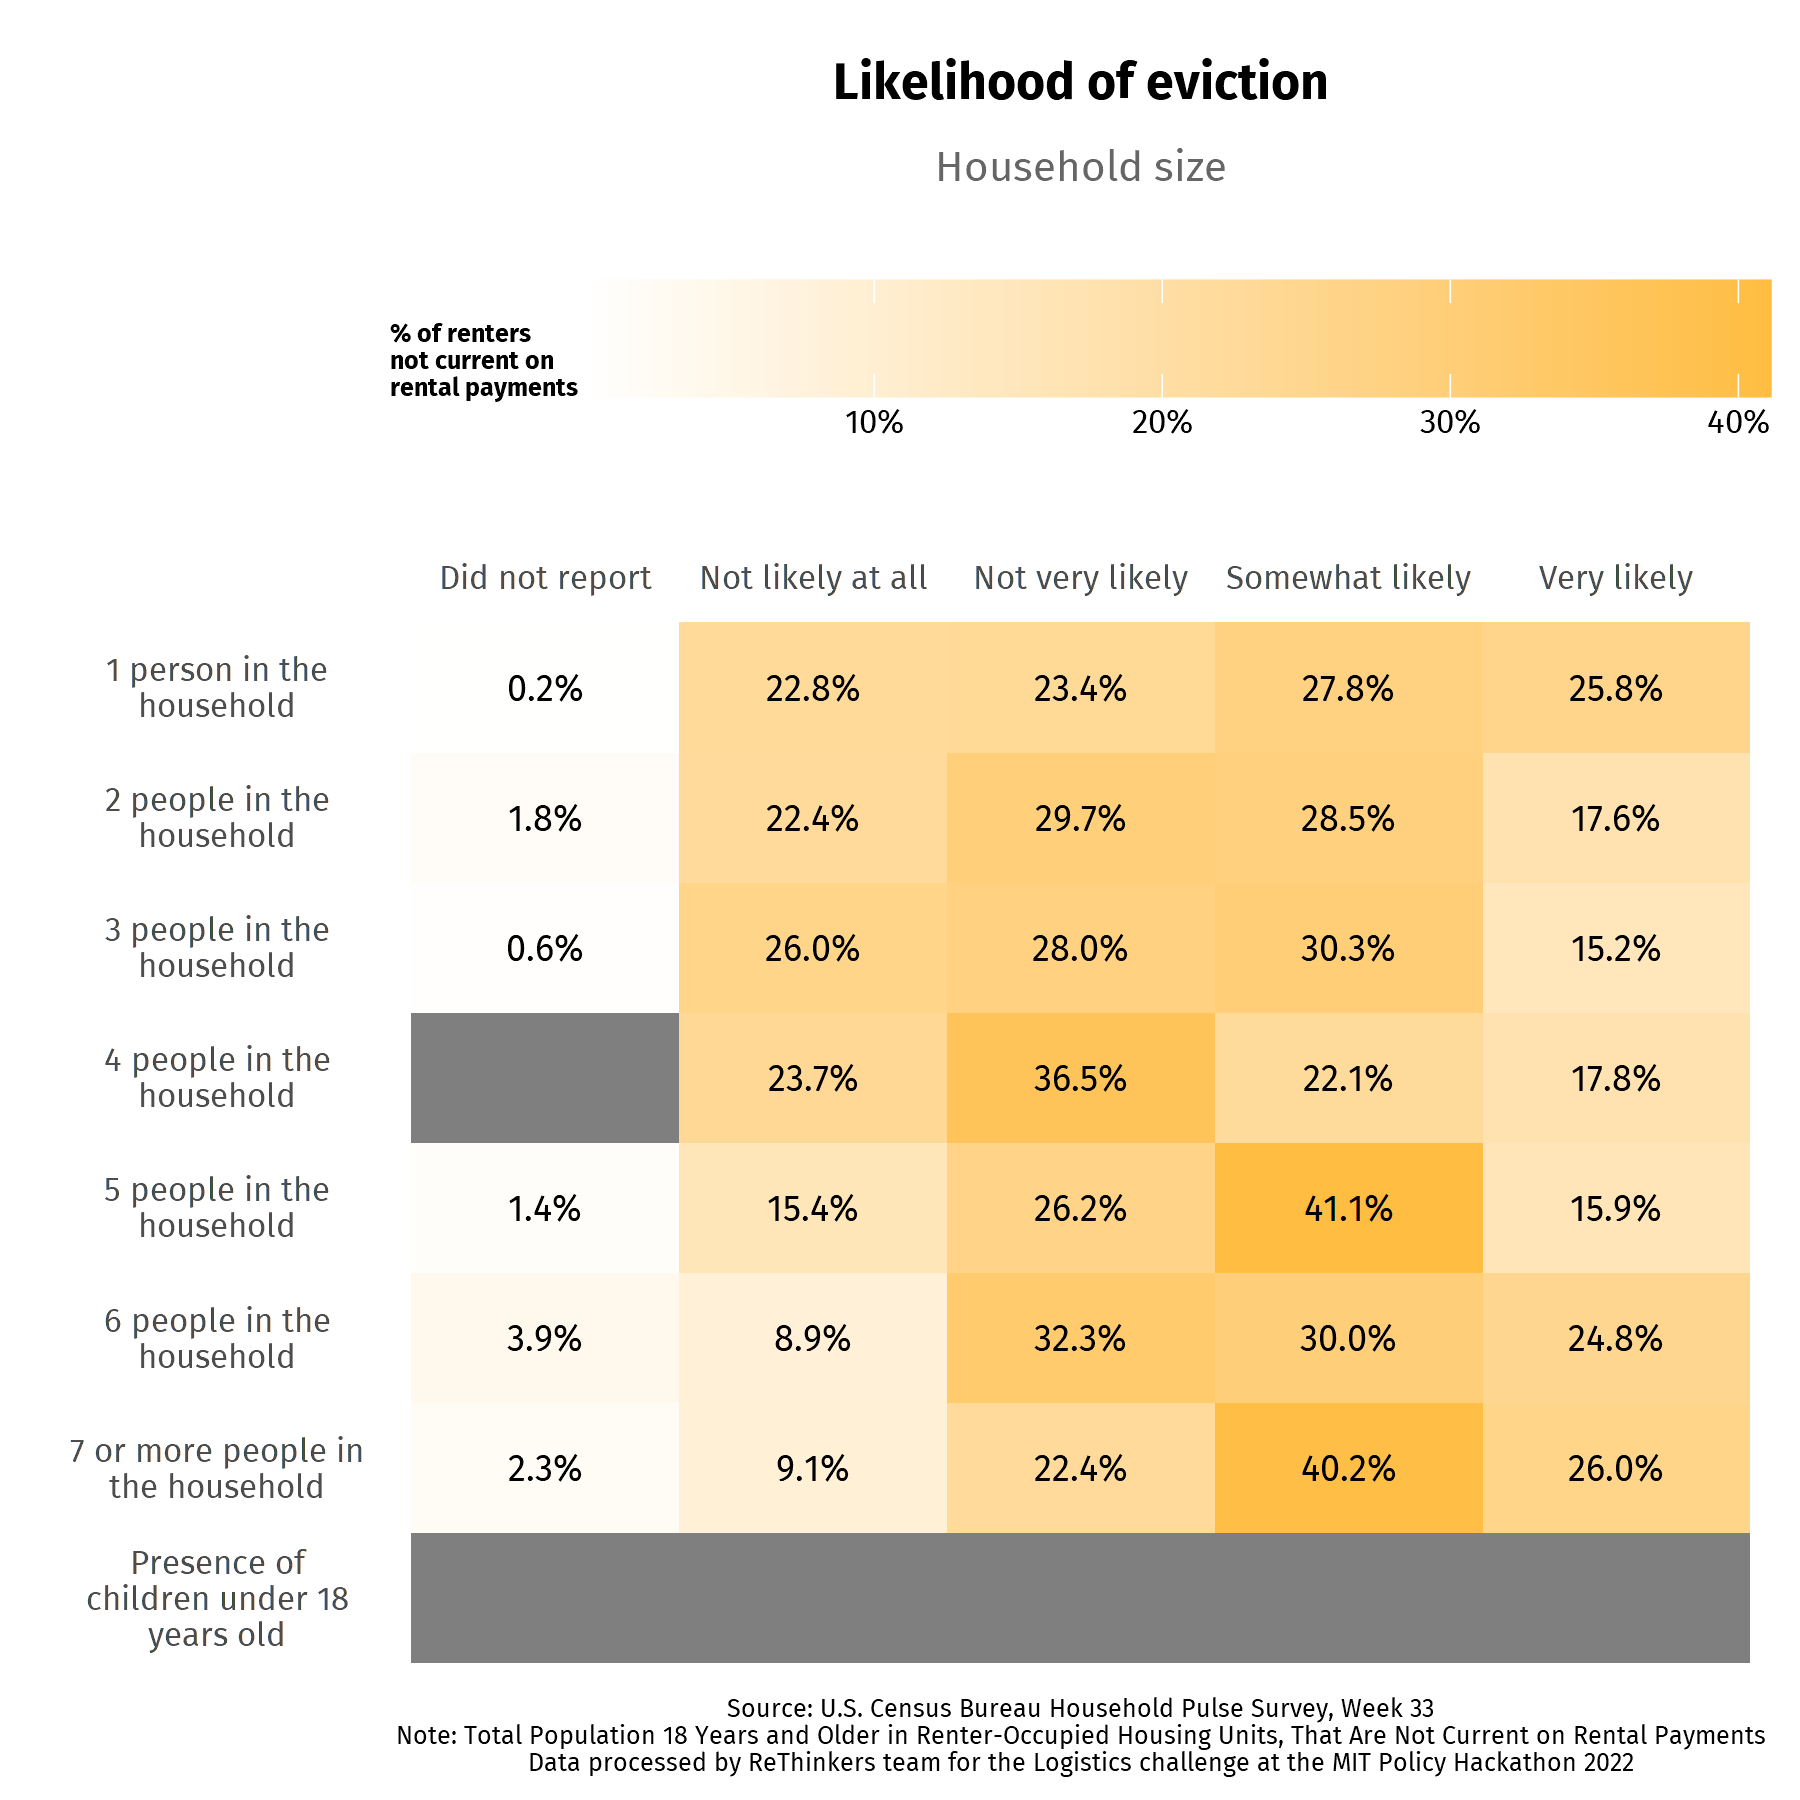 Likelihood of eviction
Household size
% of renters
not current on
rental payments
10% 20% 30% 40%
Did not report Not likely at all Not very likely Somewhat likely Very likely
1 person in the
household
0.2% 22.8% 23.4% 27.8% 25.8%
2 people in the
household
1.8% 22.4% 29.7% 28.5% 17.6%
3 people in the
household
0.6% 26.0% 28.0% 30.3% 15.2%
4 people in the
household
23.7% 36.5% 22.1% 17.8%
5 people in the
household
1.4% 15.4% 26.2% 41.1% 15.9%
6 people in the
household
3.9% 8.9% 32.3% 30.0% 24.8%
7 or more people in
the household
2.3% 9.1% 22.4% 40.2% 26.0%
Presence of
children under 18
years old
Source: U.S. Census Bureau Household Pulse Survey, Week 33
Note: Total Population 18 Years and Older in Renter-Occupied Housing Units, That Are Not Current on Rental Payments
Data processed by ReThinkers team for the Logistics challenge at the MIT Policy Hackathon 2022